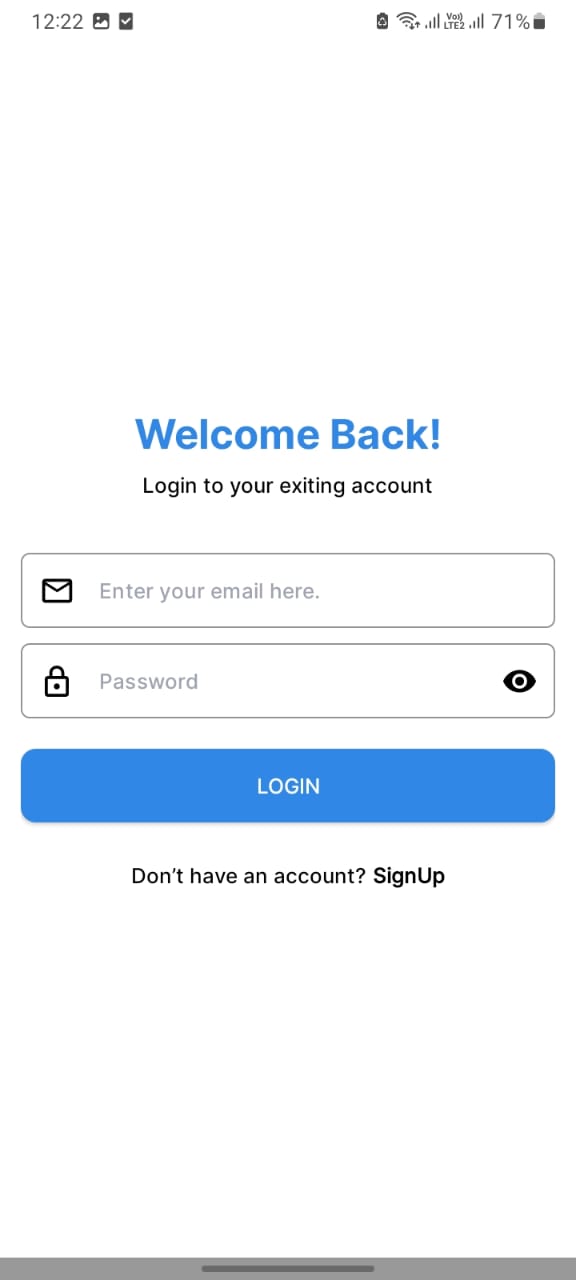 12:22 Vo)) LTE2 71%
Welcome Back!
Login to your exiting account
Enter your email here.
Password
LOGIN
Don’t have an account? SignUp